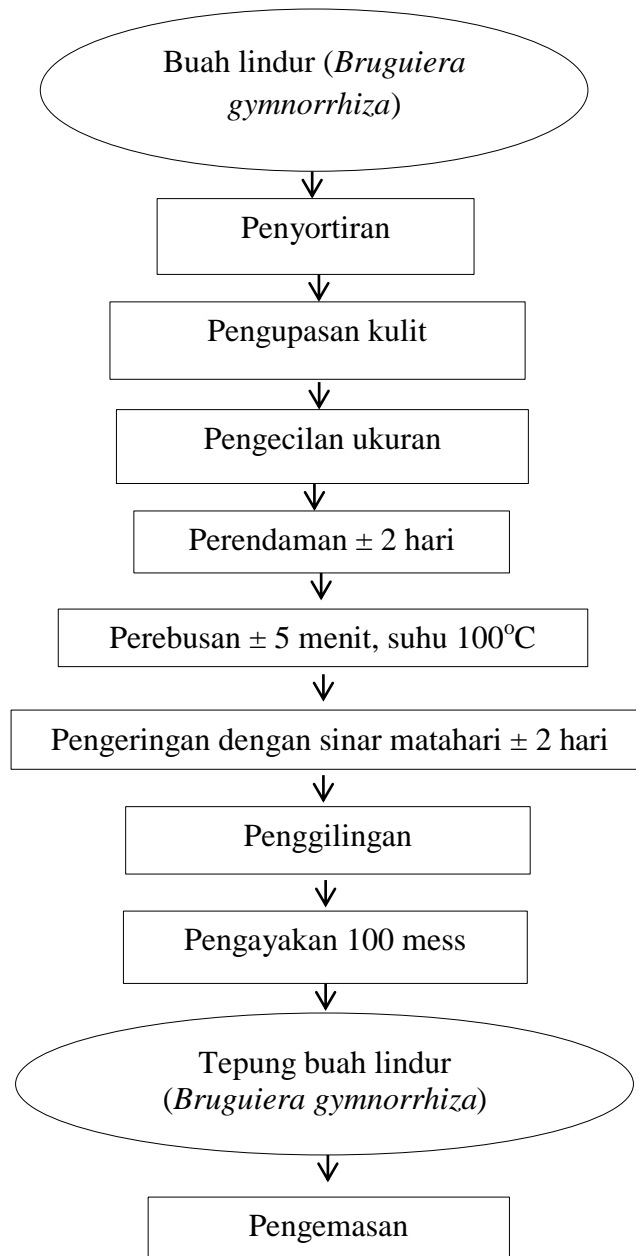 Buah lindur (Bruguiera
gymnorrhiza)
Penyortiran
Pengupasan kulit
Pengecilan ukuran
Perendaman ± 2 hari
Perebusan ± 5 menit, suhu 100°C
Pengeringan dengan sinar matahari ± 2 hari
Penggilingan
Pengayakan 100 mess
Tepung buah lindur
(Bruguiera gymnorrhiza)
Pengemasan